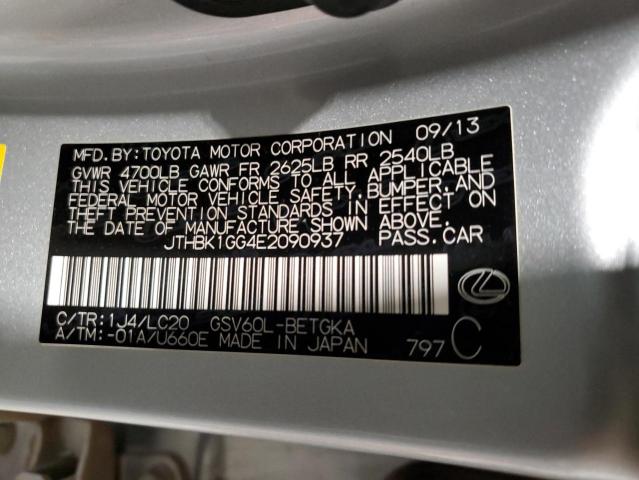 MFD. BY: TOYOTA MOTOR CORPORATION 09/13
GVWR 4700LB GAWR FR 2625LB RR 2540LB
THIS VEHICLE CONFORMS TO ALL APPLICABLE
FEDERAL MOTOR VEHICLE SAFETY, BUMPER, AND
THEFT PREVENTION STANDARDS IN EFFECT ON
THE DATE OF MANUFACTURE SHOWN ABOVE.
JTHBK1GG4E2090937 PASS.CAR
C/TR: 1J4/LC20 GSV60L-BETGKA
A/TM: -01A/U660E MADE IN JAPAN 797 C